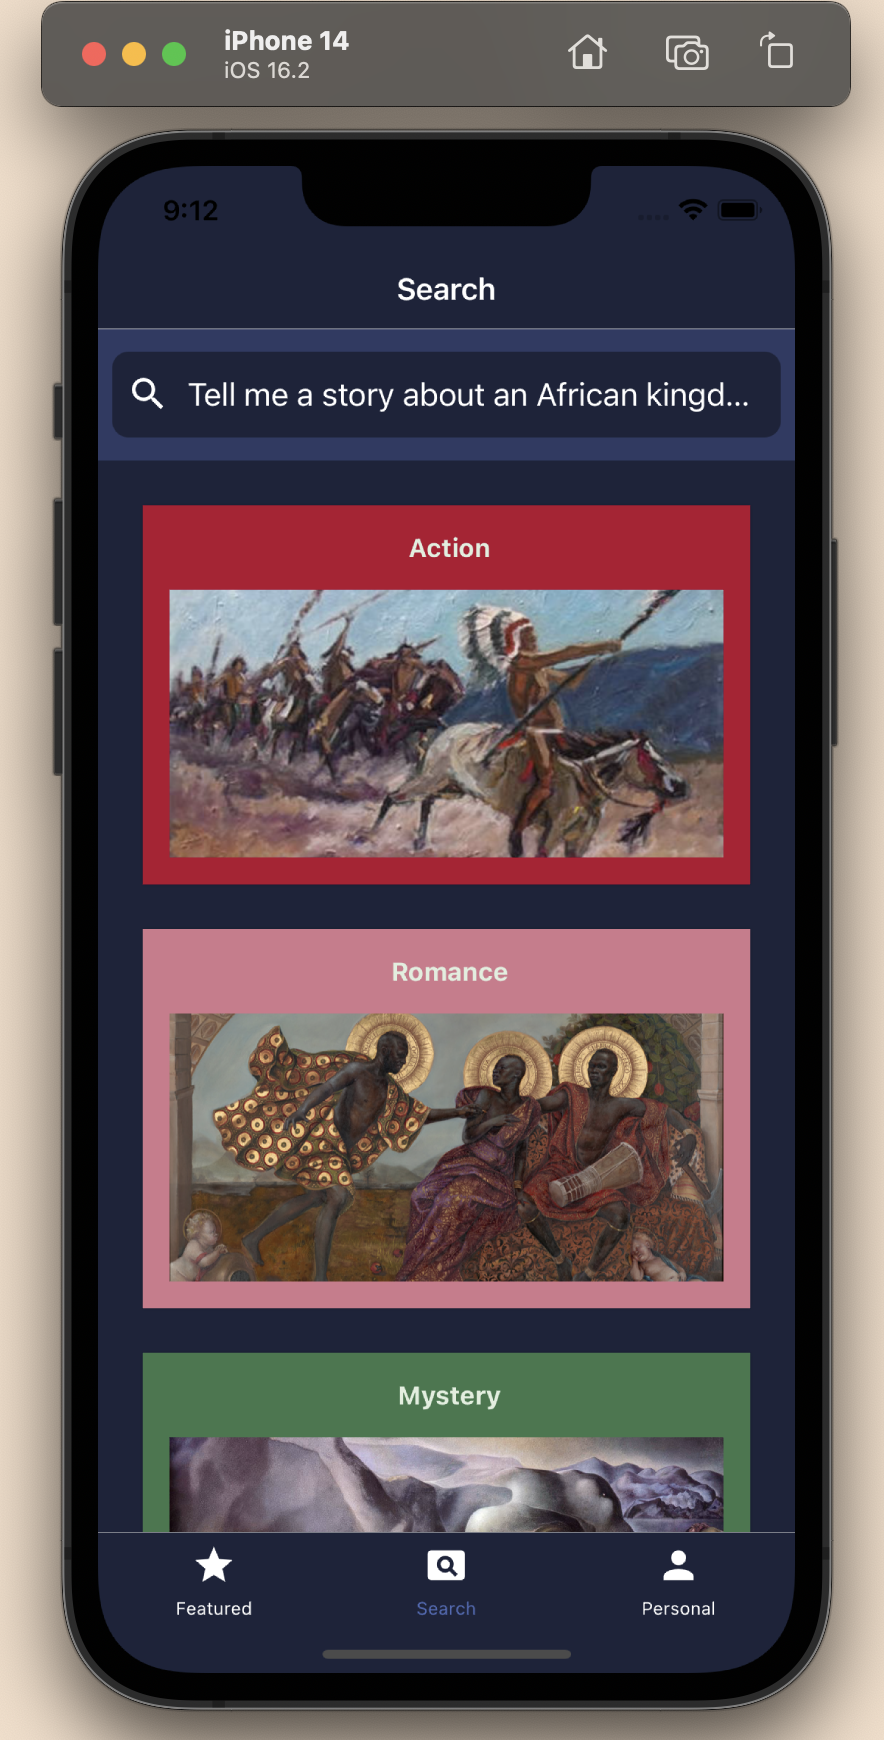 iPhone 14
iOS 16.2
9:12
Search
Tell me a story about an African kingd...
Action
Romance
Mystery
Featured
Search
Personal